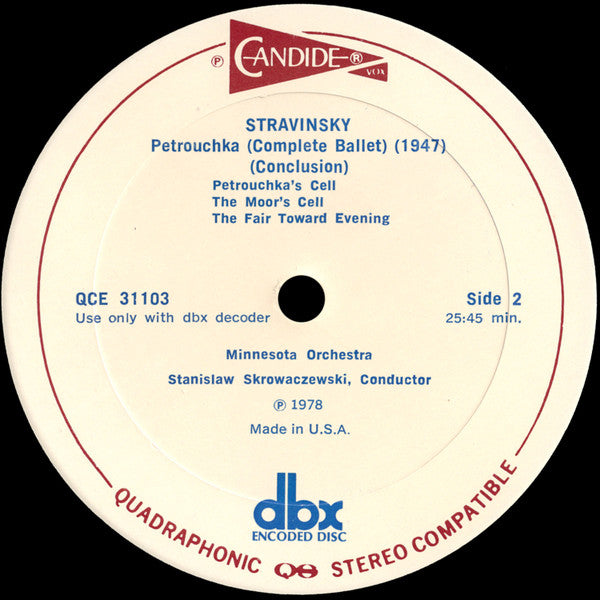 ℗ CANDIDE ®
VOX
STRAVINSKY
Petrouchka (Complete Ballet) (1947)
(Conclusion)
Petrouchka's Cell
The Moor's Cell
The Fair Toward Evening
QCE 31103
Side 2
Use only with dbx decoder
25:45 min.
Minnesota Orchestra
Stanislaw Skrowaczewski, Conductor
℗ 1978
Made in U.S.A.
dbx
ENCODED DISC
QUADRAPHONIC QS STEREO COMPATIBLE